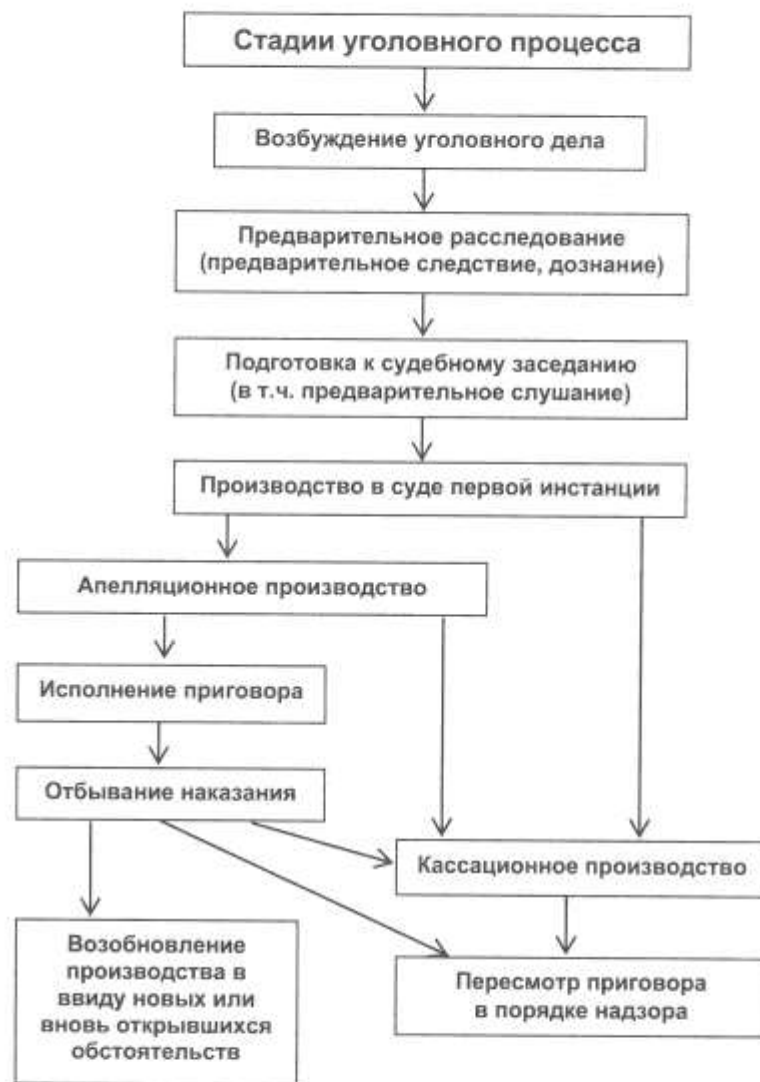 Стадии уголовного процесса
Возбуждение уголовного дела
Предварительное расследование
(предварительное следствие, дознание)
Подготовка к судебному заседанию
(в т.ч. предварительное слушание)
Производство в суде первой инстанции
Апелляционное производство
Исполнение приговора
Отбывание наказания
Кассационное производство
Возобновление
производства в
ввиду новых или
вновь открывшихся
обстоятельств
Пересмотр приговора
в порядке надзора